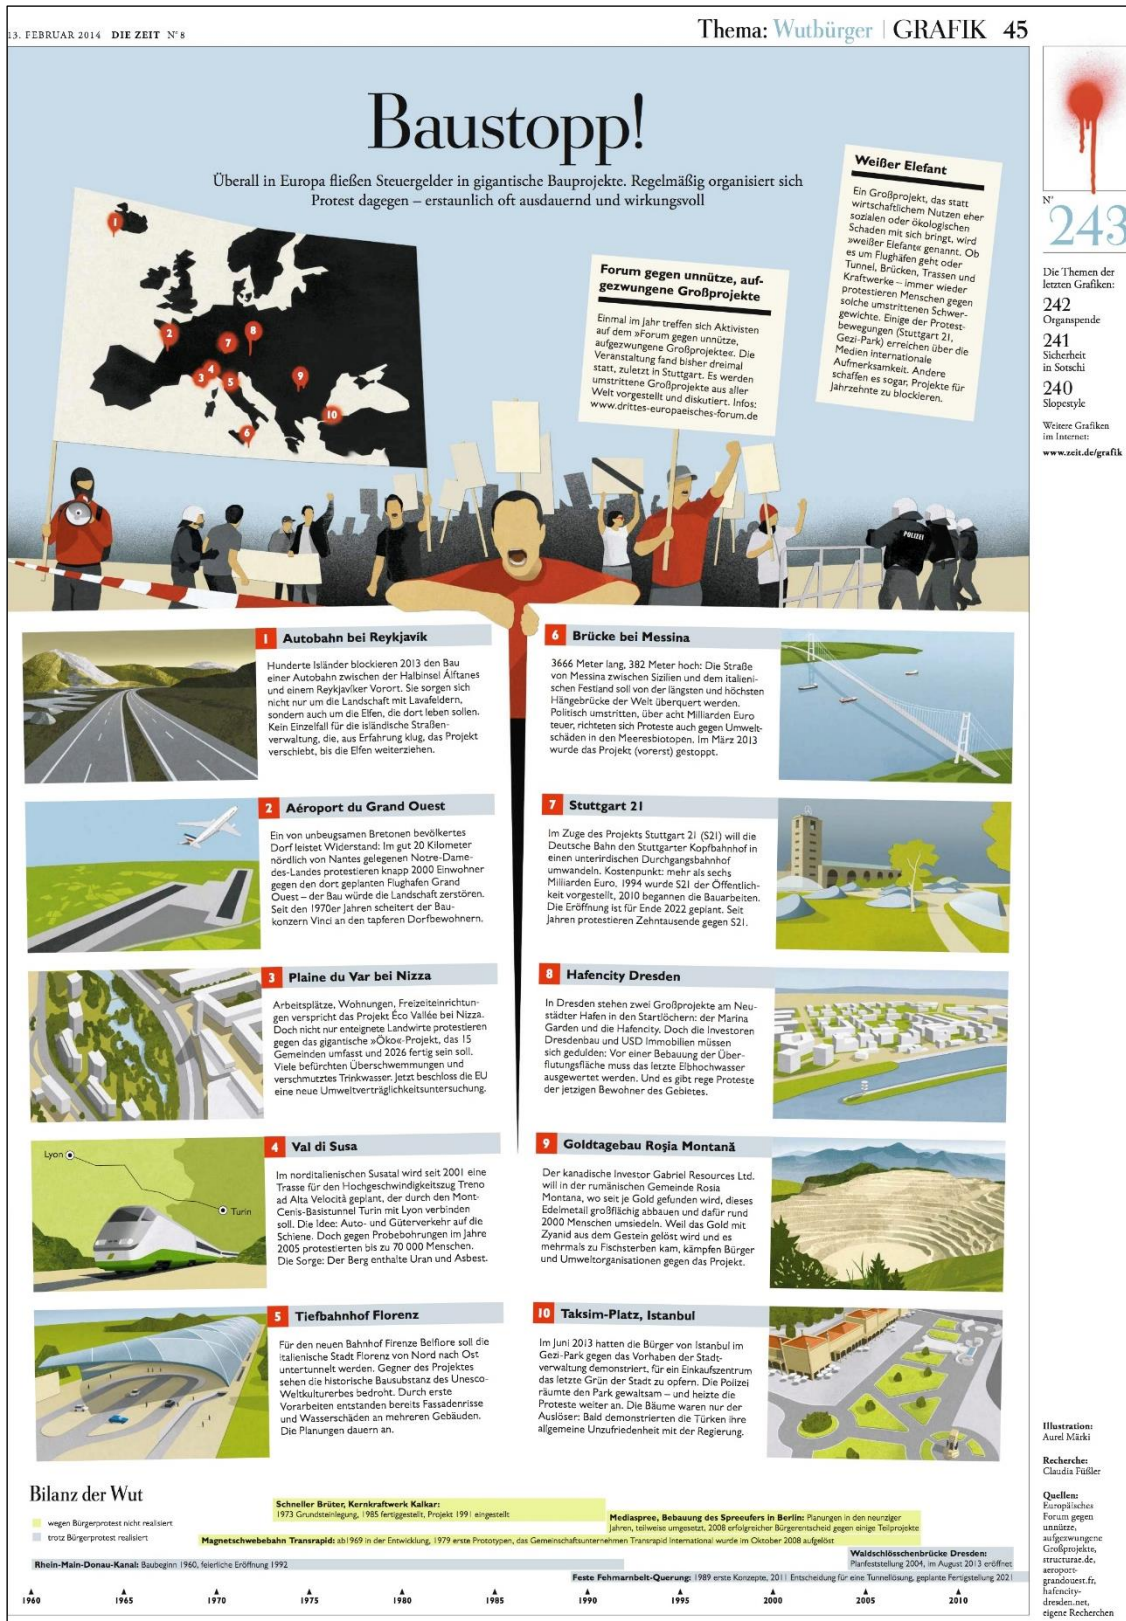 13. FEBRUAR 2014 DIE ZEIT N° 8
Thema: Wutbürger | GRAFIK 45
Baustopp!
Überall in Europa fließen Steuergelder in gigantische Bauprojekte. Regelmäßig organisiert sich
Protest dagegen – erstaunlich oft ausdauernd und wirkungsvoll
1
2
3
4
5
6
7
8
9
10
Forum gegen unnütze, auf-
gezwungene Großprojekte
Einmal im Jahr treffen sich Aktivisten
auf dem »Forum gegen unnütze,
aufgezwungene Großprojekte«. Die
Veranstaltung fand bisher dreimal
statt, zuletzt in Stuttgart. Es werden
umstrittene Großprojekte aus aller
Welt vorgestellt und diskutiert. Infos:
www.drittes-europaeisches-forum.de
Weißer Elefant
Ein Großprojekt, das statt
wirtschaftlichem Nutzen eher
sozialen oder ökologischen
Schaden mit sich bringt, wird
»weißer Elefant« genannt. Ob
es um Flughäfen geht oder
Tunnel, Brücken, Trassen und
Kraftwerke – immer wieder
protestieren Menschen gegen
solche umstrittenen Schwer-
gewichte. Einige der Protest-
bewegungen (Stuttgart 21,
Gezi-Park) erreichen über die
Medien internationale
Aufmerksamkeit. Andere
schaffen es sogar, Projekte für
Jahrzehnte zu blockieren.
N°
243
Die Themen der
letzten Grafiken:
242
Organspende
241
Sicherheit
in Sotschi
240
Slopestyle
Weitere Grafiken
im Internet:
www.zeit.de/grafik
POLIZEI
1 Autobahn bei Reykjavík
Hunderte Isländer blockieren 2013 den Bau
einer Autobahn zwischen der Halbinsel Álftanes
und einem Reykjavíker Vorort. Sie sorgen sich
nicht nur um die Landschaft mit Lavafeldern,
sondern auch um die Elfen, die dort leben sollen.
Kein Einzelfall für die isländische Straßen-
verwaltung, die, aus Erfahrung klug, das Projekt
verschiebt, bis die Elfen weiterziehen.
2 Aéroport du Grand Ouest
Ein von unbeugsamen Bretonen bevölkertes
Dorf leistet Widerstand: Im gut 20 Kilometer
nördlich von Nantes gelegenen Notre-Dame-
des-Landes protestieren knapp 2000 Einwohner
gegen den dort geplanten Flughafen Grand
Ouest – der Bau würde die Landschaft zerstören.
Seit den 1970er Jahren scheitert der Bau-
konzern Vinci an den tapferen Dorfbewohnern.
3 Plaine du Var bei Nizza
Arbeitsplätze, Wohnungen, Freizeiteinrichtun-
gen verspricht das Projekt Éco Vallée bei Nizza.
Doch nicht nur enteignete Landwirte protestieren
gegen das gigantische »Öko«-Projekt, das 15
Gemeinden umfasst und 2026 fertig sein soll.
Viele befürchten Überschwemmungen und
verschmutztes Trinkwasser. Jetzt beschloss die EU
eine neue Umweltverträglichkeitsuntersuchung.
Lyon
Turin
4 Val di Susa
Im norditalienischen Susatal wird seit 2001 eine
Trasse für den Hochgeschwindigkeitszug Treno
ad Alta Velocità geplant, der durch den Mont-
Cenis-Basistunnel Turin mit Lyon verbinden
soll. Die Idee: Auto- und Güterverkehr auf die
Schiene. Doch gegen Probebohrungen im Jahre
2005 protestierten bis zu 70 000 Menschen.
Die Sorge: Der Berg enthalte Uran und Asbest.
5 Tiefbahnhof Florenz
Für den neuen Bahnhof Firenze Belfiore soll die
italienische Stadt Florenz von Nord nach Ost
untertunnelt werden. Gegner des Projektes
sehen die historische Bausubstanz des Unesco-
Weltkulturerbes bedroht. Durch erste
Vorarbeiten entstanden bereits Fassadenrisse
und Wasserschäden an mehreren Gebäuden.
Die Planungen dauern an.
6 Brücke bei Messina
3666 Meter lang, 382 Meter hoch: Die Straße
von Messina zwischen Sizilien und dem italieni-
schen Festland soll von der längsten und höchsten
Hängebrücke der Welt überquert werden.
Politisch umstritten, über acht Milliarden Euro
teuer, richteten sich Proteste auch gegen Umwelt-
schäden in den Meeresbiotopen. Im März 2013
wurde das Projekt (vorerst) gestoppt.
7 Stuttgart 21
Im Zuge des Projekts Stuttgart 21 (S21) will die
Deutsche Bahn den Stuttgarter Kopfbahnhof in
einen unterirdischen Durchgangsbahnhof
umwandeln. Kostenpunkt: mehr als sechs
Milliarden Euro. 1994 wurde S21 der Öffentlich-
keit vorgestellt, 2010 begannen die Bauarbeiten.
Die Eröffnung ist für Ende 2022 geplant. Seit
Jahren protestieren Zehntausende gegen S21.
8 Hafencity Dresden
In Dresden stehen zwei Großprojekte am Neu-
städter Hafen in den Startlöchern: der Marina
Garden und die Hafencity. Doch die Investoren
Dresdenbau und USD Immobilien müssen
sich gedulden: Vor einer Bebauung der Über-
flutungsfläche muss das letzte Elbhochwasser
ausgewertet werden. Und es gibt rege Proteste
der jetzigen Bewohner des Gebietes.
9 Goldtagebau Roşia Montană
Der kanadische Investor Gabriel Resources Ltd.
will in der rumänischen Gemeinde Rosia
Montana, wo seit je Gold gefunden wird, dieses
Edelmetall großflächig abbauen und dafür rund
2000 Menschen umsiedeln. Weil das Gold mit
Zyanid aus dem Gestein gelöst wird und es
mehrmals zu Fischsterben kam, kämpfen Bürger
und Umweltorganisationen gegen das Projekt.
10 Taksim-Platz, Istanbul
Im Juni 2013 hatten die Bürger von Istanbul im
Gezi-Park gegen das Vorhaben der Stadt-
verwaltung demonstriert, für ein Einkaufszentrum
das letzte Grün der Stadt zu opfern. Die Polizei
räumte den Park gewaltsam – und heizte die
Proteste weiter an. Die Bäume waren nur der
Auslöser: Bald demonstrierten die Türken ihre
allgemeine Unzufriedenheit mit der Regierung.
Bilanz der Wut
wegen Bürgerprotest nicht realisiert
trotz Bürgerprotest realisiert
Schneller Brüter, Kernkraftwerk Kalkar:
1973 Grundsteinlegung, 1985 fertiggestellt, Projekt 1991 eingestellt
Mediaspree, Bebauung des Spreeufers in Berlin: Planungen in den neunziger
Jahren, teilweise umgesetzt, 2008 erfolgreicher Bürgerentscheid gegen einige Teilprojekte
Magnetschwebebahn Transrapid: ab 1969 in der Entwicklung, 1979 erste Prototypen, das Gemeinschaftsunternehmen Transrapid International wurde im Oktober 2008 aufgelöst
Waldschlösschenbrücke Dresden:
Planfeststellung 2004, im August 2013 eröffnet
Rhein-Main-Donau-Kanal: Baubeginn 1960, feierliche Eröffnung 1992
Feste Fehmarnbelt-Querung: 1989 erste Konzepte, 2011 Entscheidung für eine Tunnellösung, geplante Fertigstellung 2021
1960 1965 1970 1975 1980 1985 1990 1995 2000 2005 2010
Illustration:
Aurel Märki
Recherche:
Claudia Füßler
Quellen:
Europäisches
Forum gegen
unnütze,
aufgezwungene
Großprojekte,
structurae.de,
aeroport-
grandouest.fr,
hafencity-
dresden.net,
eigene Recherchen